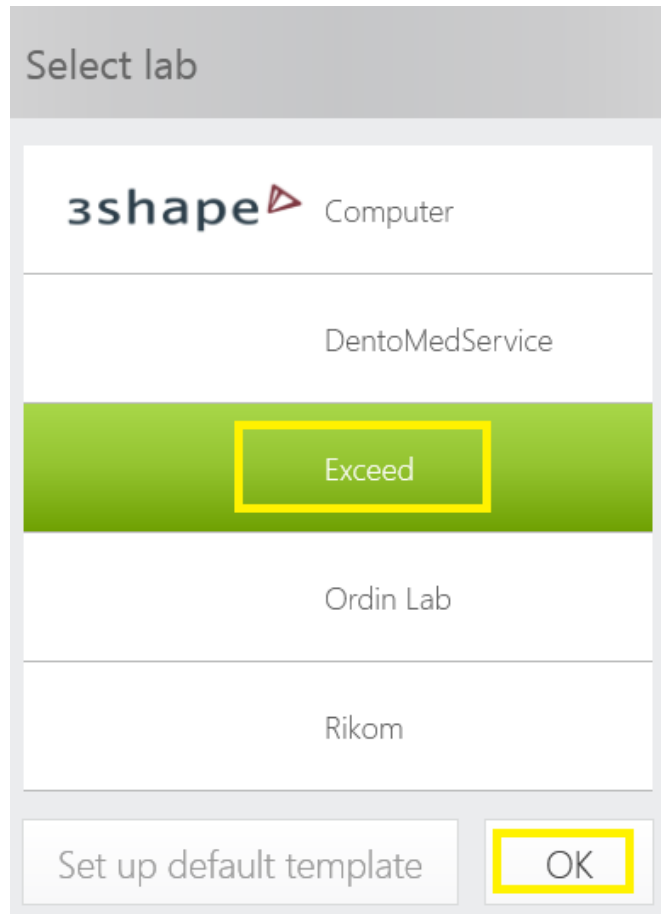 Select lab
3shape Computer
DentoMedService
Exceed
Ordin Lab
Rikom
Set up default template OK